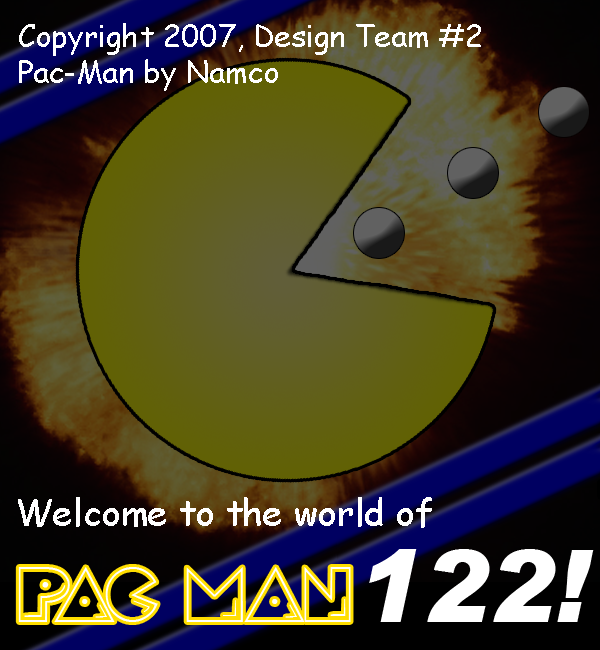 Copyright 2007, Design Team #2
Pac-Man by Namco
Welcome to the world of
PAC MAN 122!